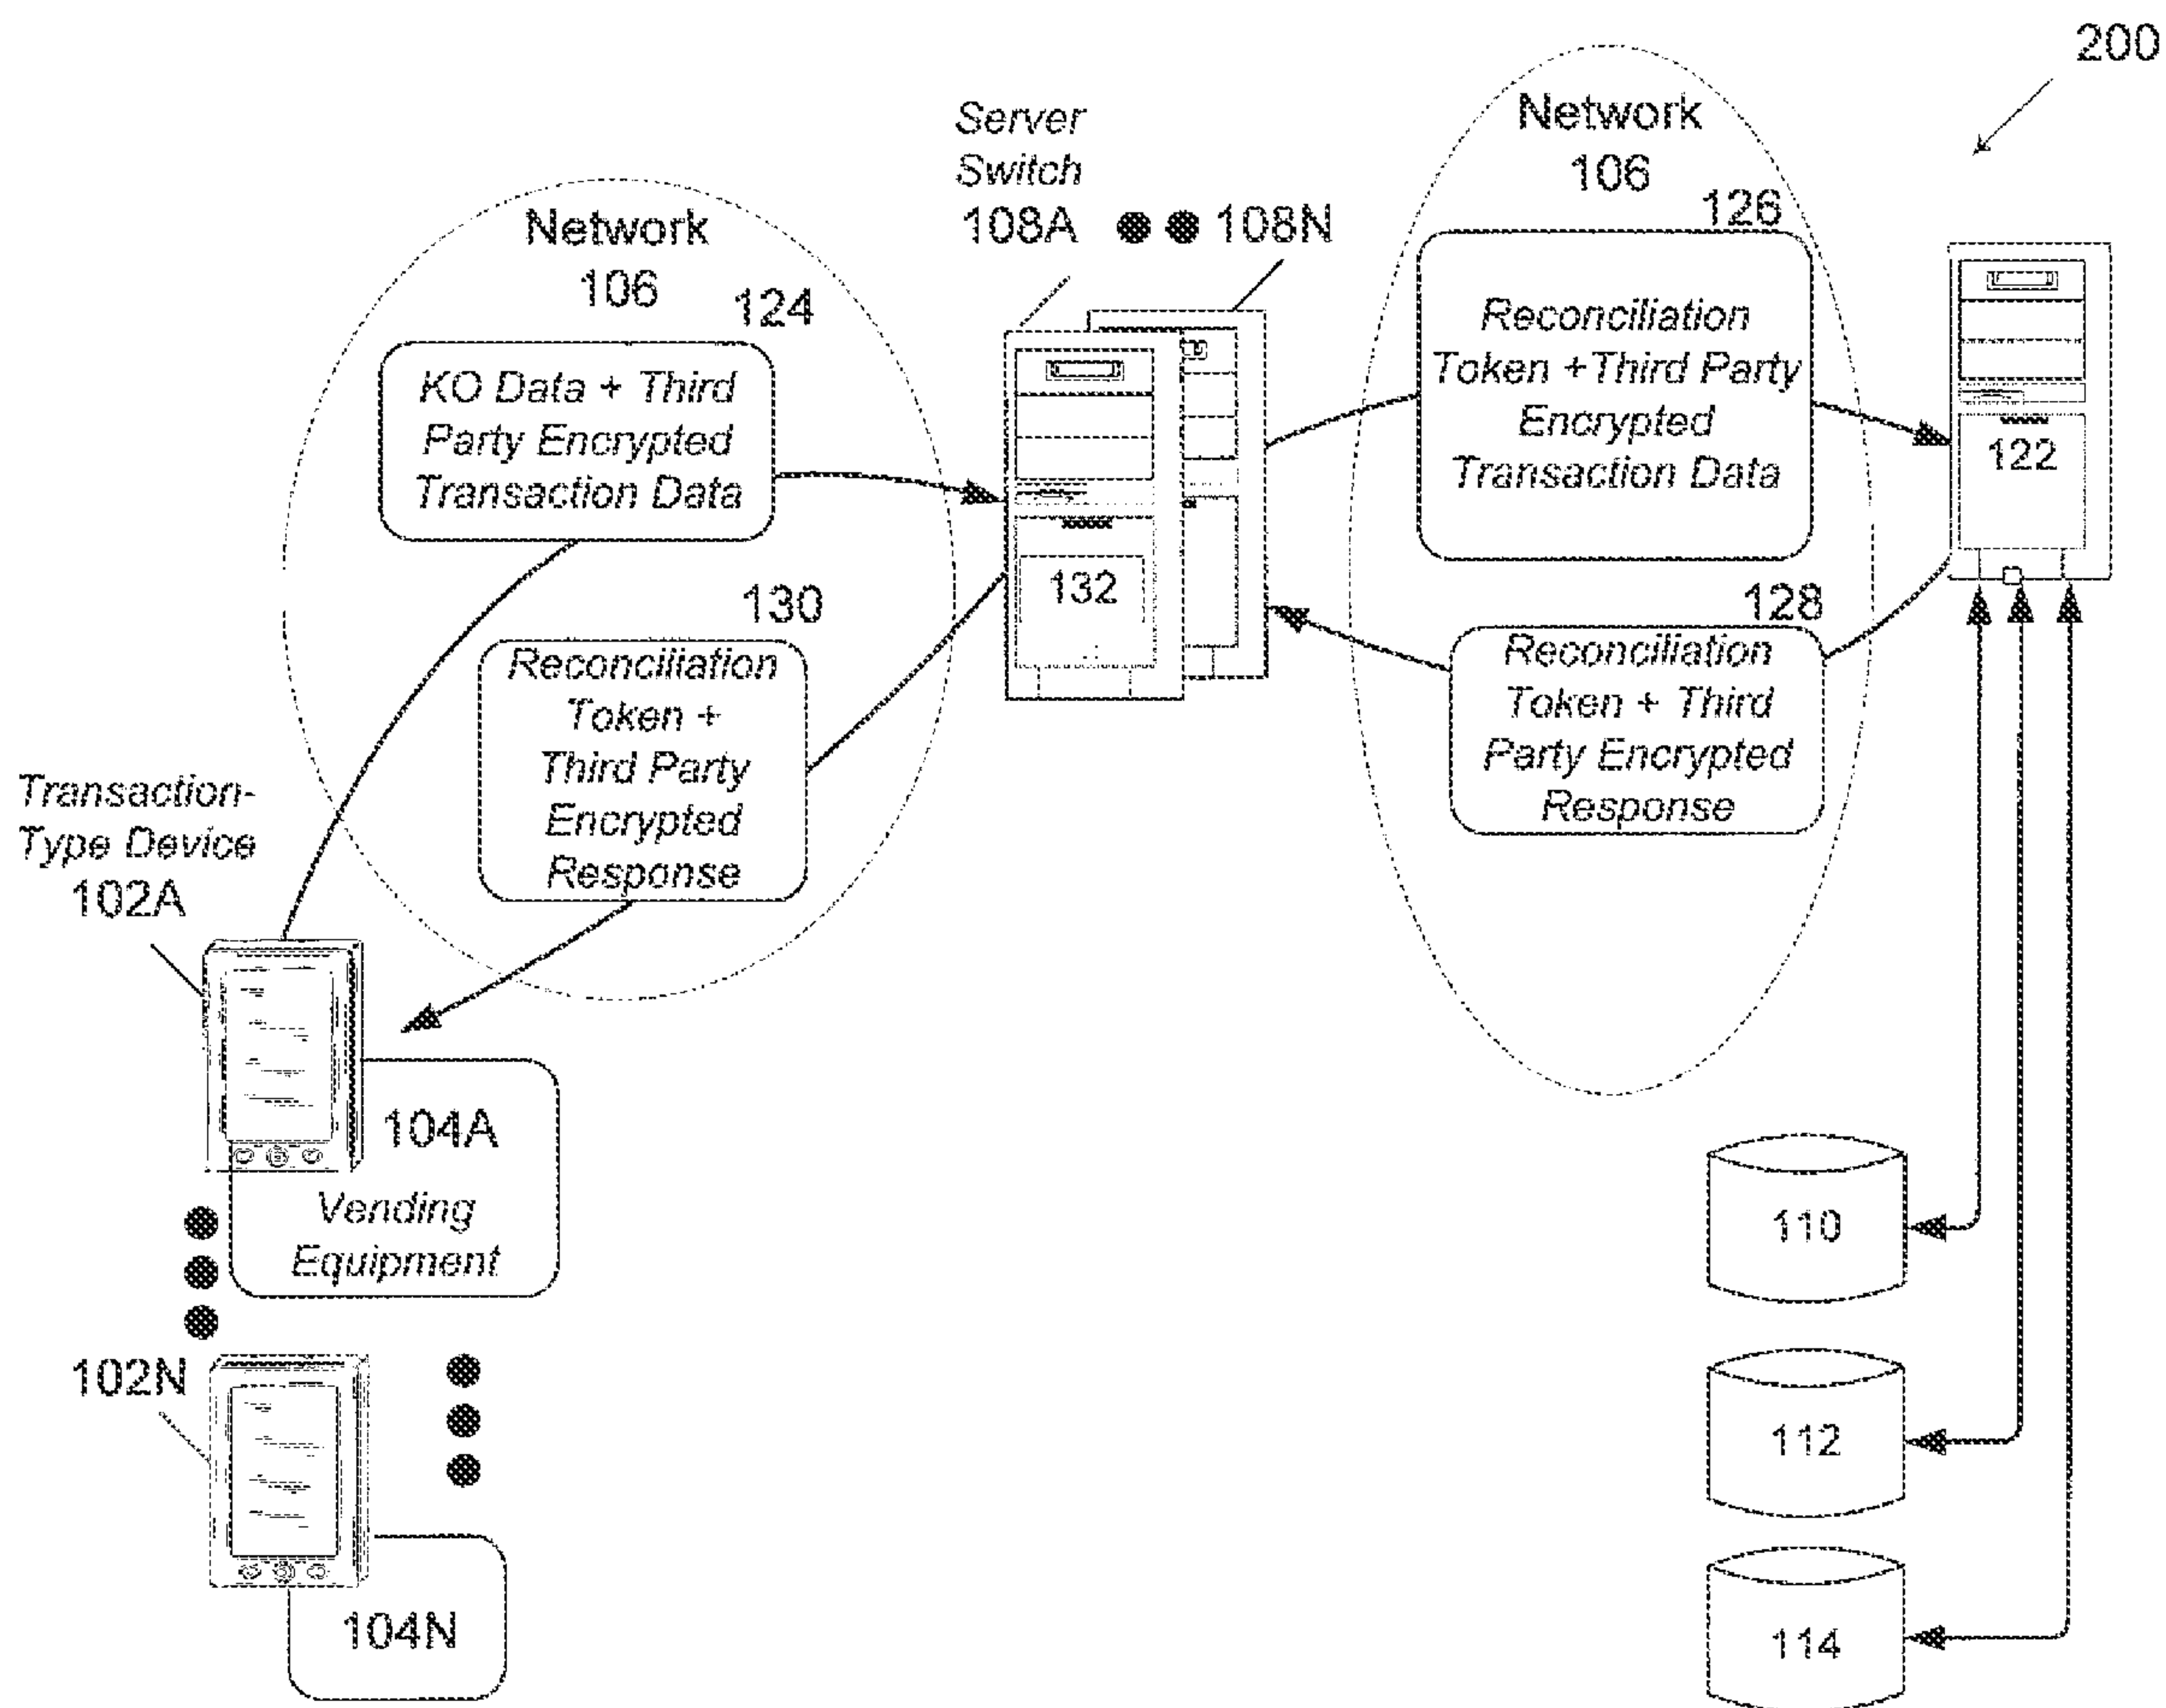 200
Server
Switch
108A
108N
Network
106
126
Reconciliation
Token +Third Party
Encrypted
Transaction Data
122
Network
106
124
KO Data + Third
Party Encrypted
Transaction Data
132
130
Reconciliation
Token +
Third Party
Encrypted
Response
128
Reconciliation
Token + Third
Party Encrypted
Response
Transaction-
Type Device
102A
104A
Vending
Equipment
102N
104N
110
112
114